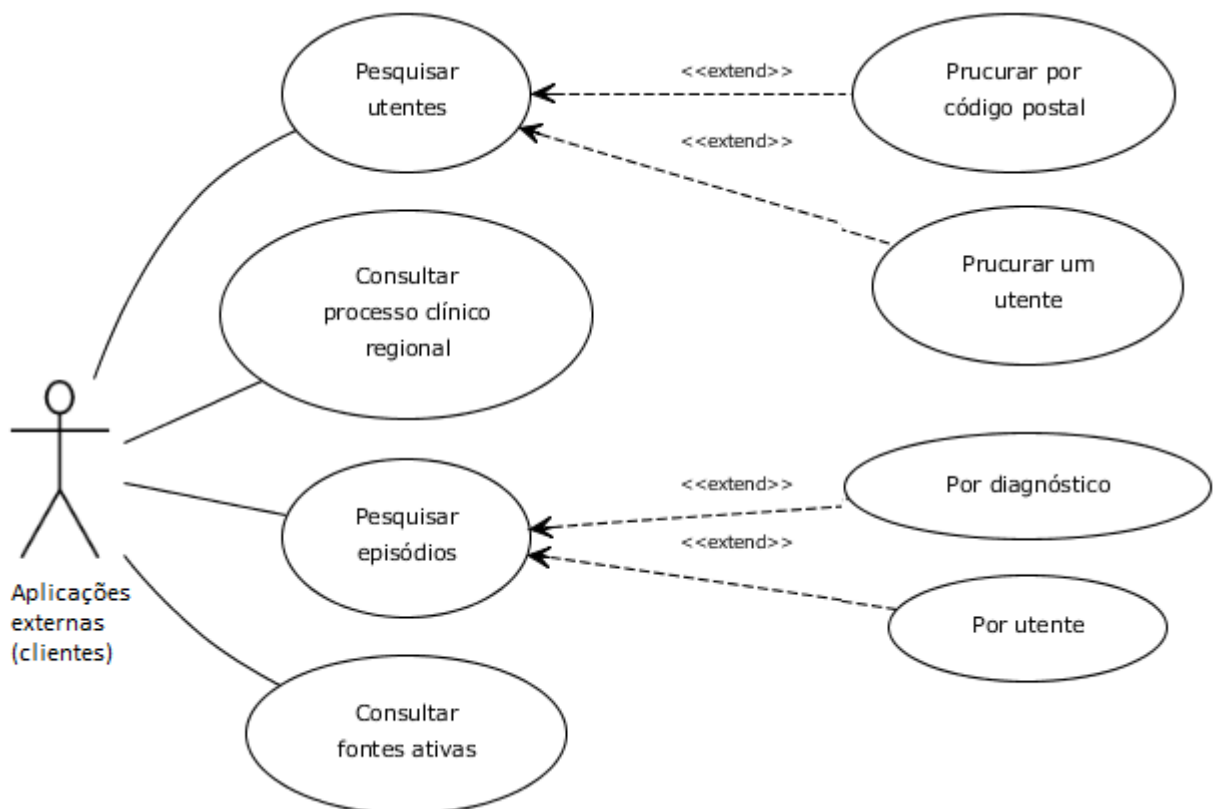 Pesquisar
utentes
<<extend>>
Prucurar por
código postal
<<extend>>
Prucurar um
utente
Consultar
processo clínico
regional
Pesquisar
episódios
<<extend>>
Por diagnóstico
<<extend>>
Por utente
Aplicações
externas
(clientes)
Consultar
fontes ativas